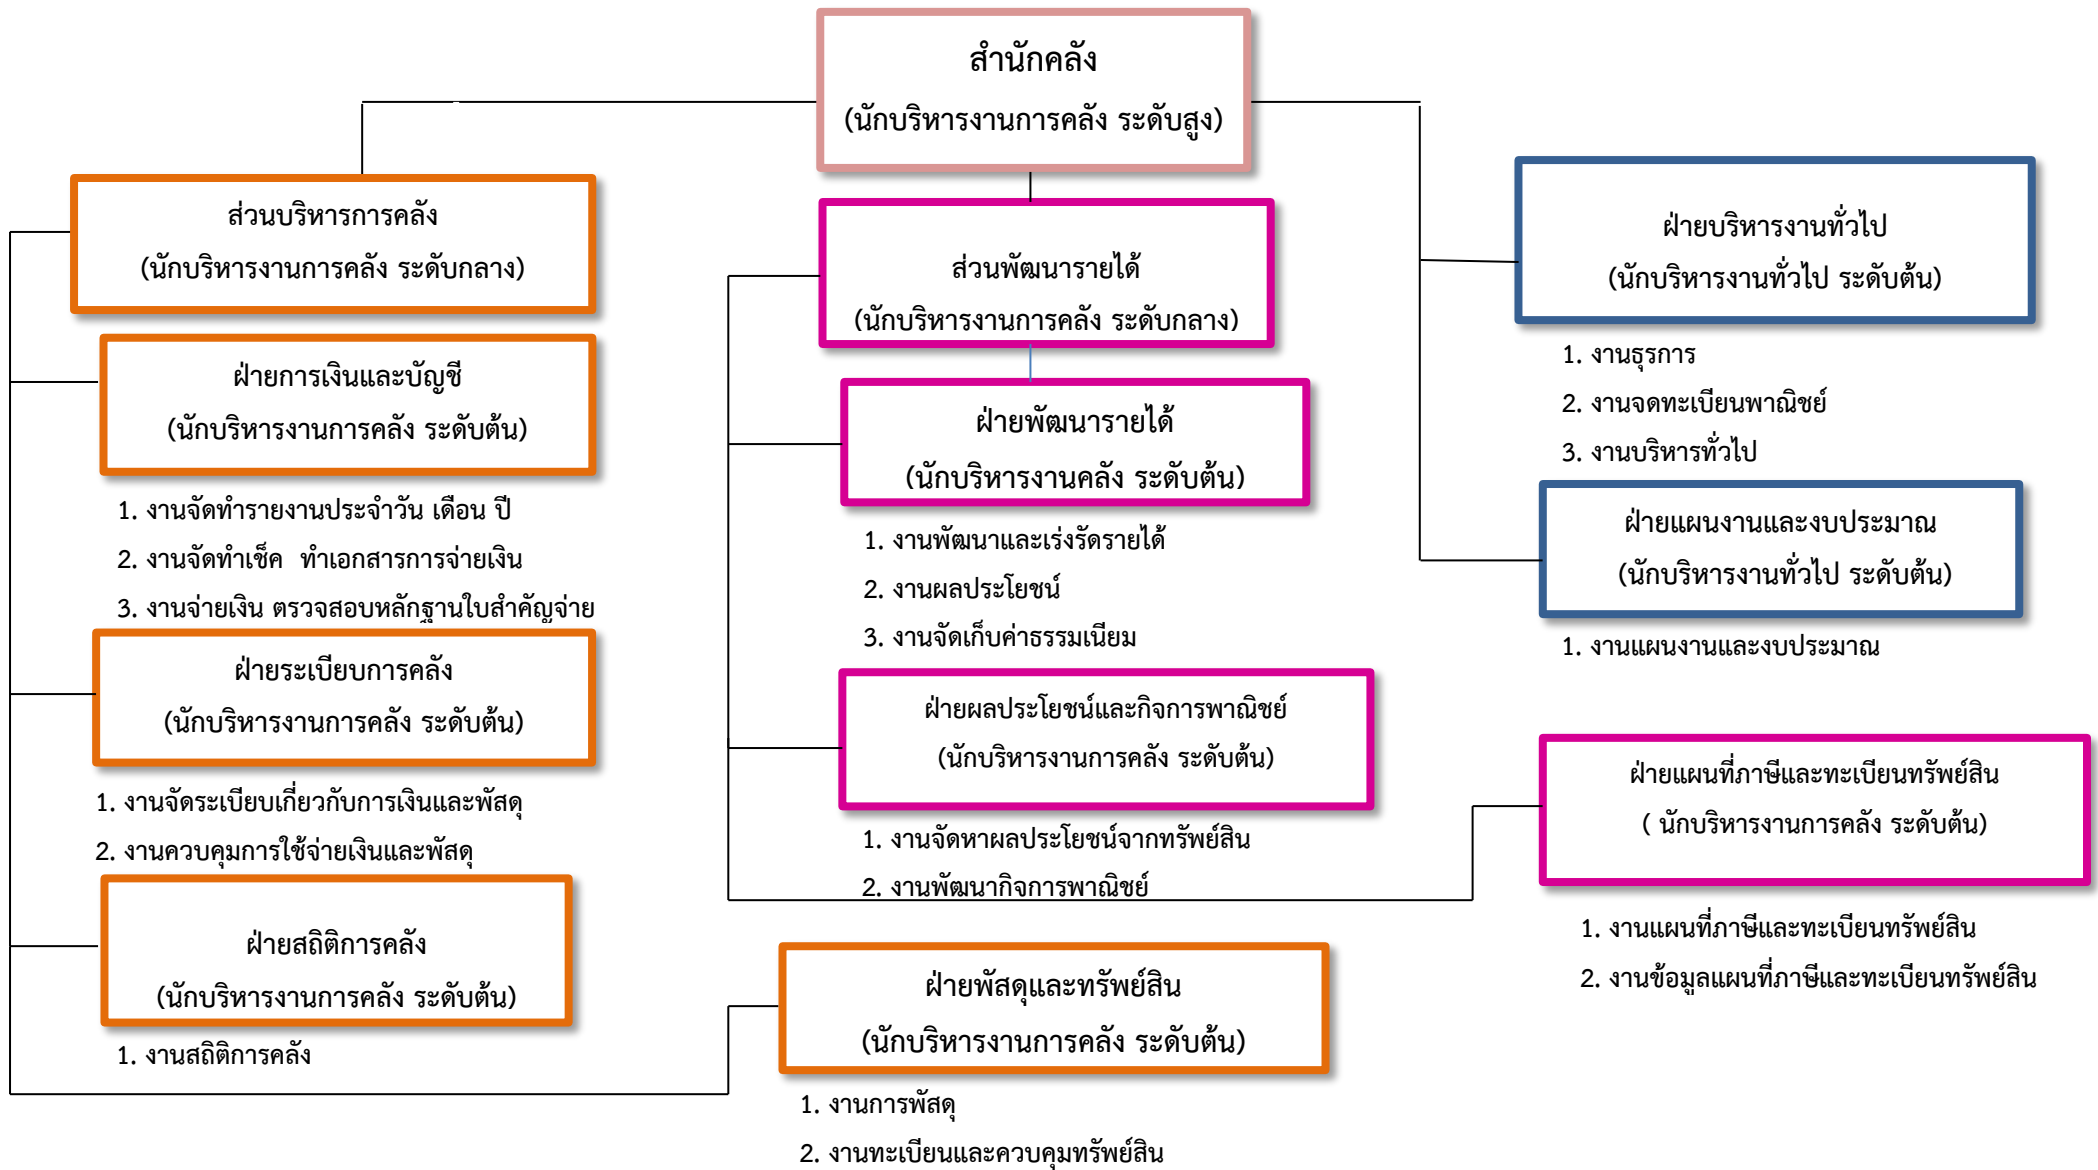 สำนักคลัง
(นักบริหารงานการคลัง ระดับสูง)
ส่วนบริหารการคลัง
(นักบริหารงานการคลัง ระดับกลาง)
ฝ่ายการเงินและบัญชี
(นักบริหารงานการคลัง ระดับต้น)
1. งานจัดทำรายงานประจำวัน เดือน ปี
2. งานจัดทำเช็ค ทำเอกสารการจ่ายเงิน
3. งานจ่ายเงิน ตรวจสอบหลักฐานใบสำคัญจ่าย
ฝ่ายระเบียบการคลัง
(นักบริหารงานการคลัง ระดับต้น)
1. งานจัดระเบียบเกี่ยวกับการเงินและพัสดุ
2. งานควบคุมการใช้จ่ายเงินและพัสดุ
ฝ่ายสถิติการคลัง
(นักบริหารงานการคลัง ระดับต้น)
1. งานสถิติการคลัง
ส่วนพัฒนารายได้
(นักบริหารงานการคลัง ระดับกลาง)
ฝ่ายพัฒนารายได้
(นักบริหารงานคลัง ระดับต้น)
1. งานพัฒนาและเร่งรัดรายได้
2. งานผลประโยชน์
3. งานจัดเก็บค่าธรรมเนียม
ฝ่ายผลประโยชน์และกิจการพาณิชย์
(นักบริหารงานการคลัง ระดับต้น)
1. งานจัดหาผลประโยชน์จากทรัพย์สิน
2. งานพัฒนากิจการพาณิชย์
ฝ่ายพัสดุและทรัพย์สิน
(นักบริหารงานการคลัง ระดับต้น)
1. งานการพัสดุ
2. งานทะเบียนและควบคุมทรัพย์สิน
ฝ่ายบริหารงานทั่วไป
(นักบริหารงานทั่วไป ระดับต้น)
1. งานธุรการ
2. งานจดทะเบียนพาณิชย์
3. งานบริหารทั่วไป
ฝ่ายแผนงานและงบประมาณ
(นักบริหารงานทั่วไป ระดับต้น)
1. งานแผนงานและงบประมาณ
ฝ่ายแผนที่ภาษีและทะเบียนทรัพย์สิน
( นักบริหารงานการคลัง ระดับต้น)
1. งานแผนที่ภาษีและทะเบียนทรัพย์สิน
2. งานข้อมูลแผนที่ภาษีและทะเบียนทรัพย์สิน